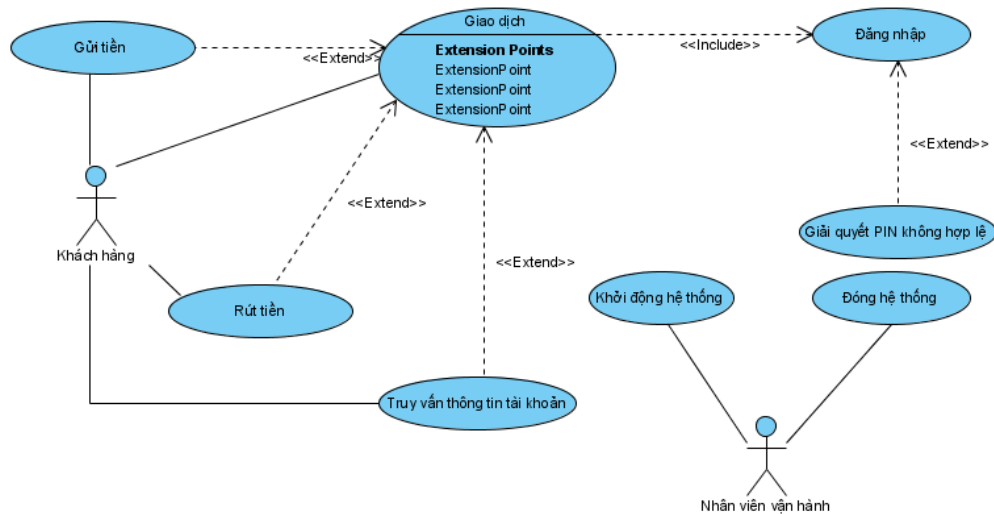 Gửi tiền
<<Extend>>
Giao dịch
Extension Points
ExtensionPoint
ExtensionPoint
ExtensionPoint
<<Include>>
Đăng nhập
<<Extend>>
<<Extend>>
Khách hàng
Giải quyết PIN không hợp lệ
<<Extend>>
Rút tiền
Khởi động hệ thống
Đóng hệ thống
Truy vấn thông tin tài khoản
Nhân viên vận hành